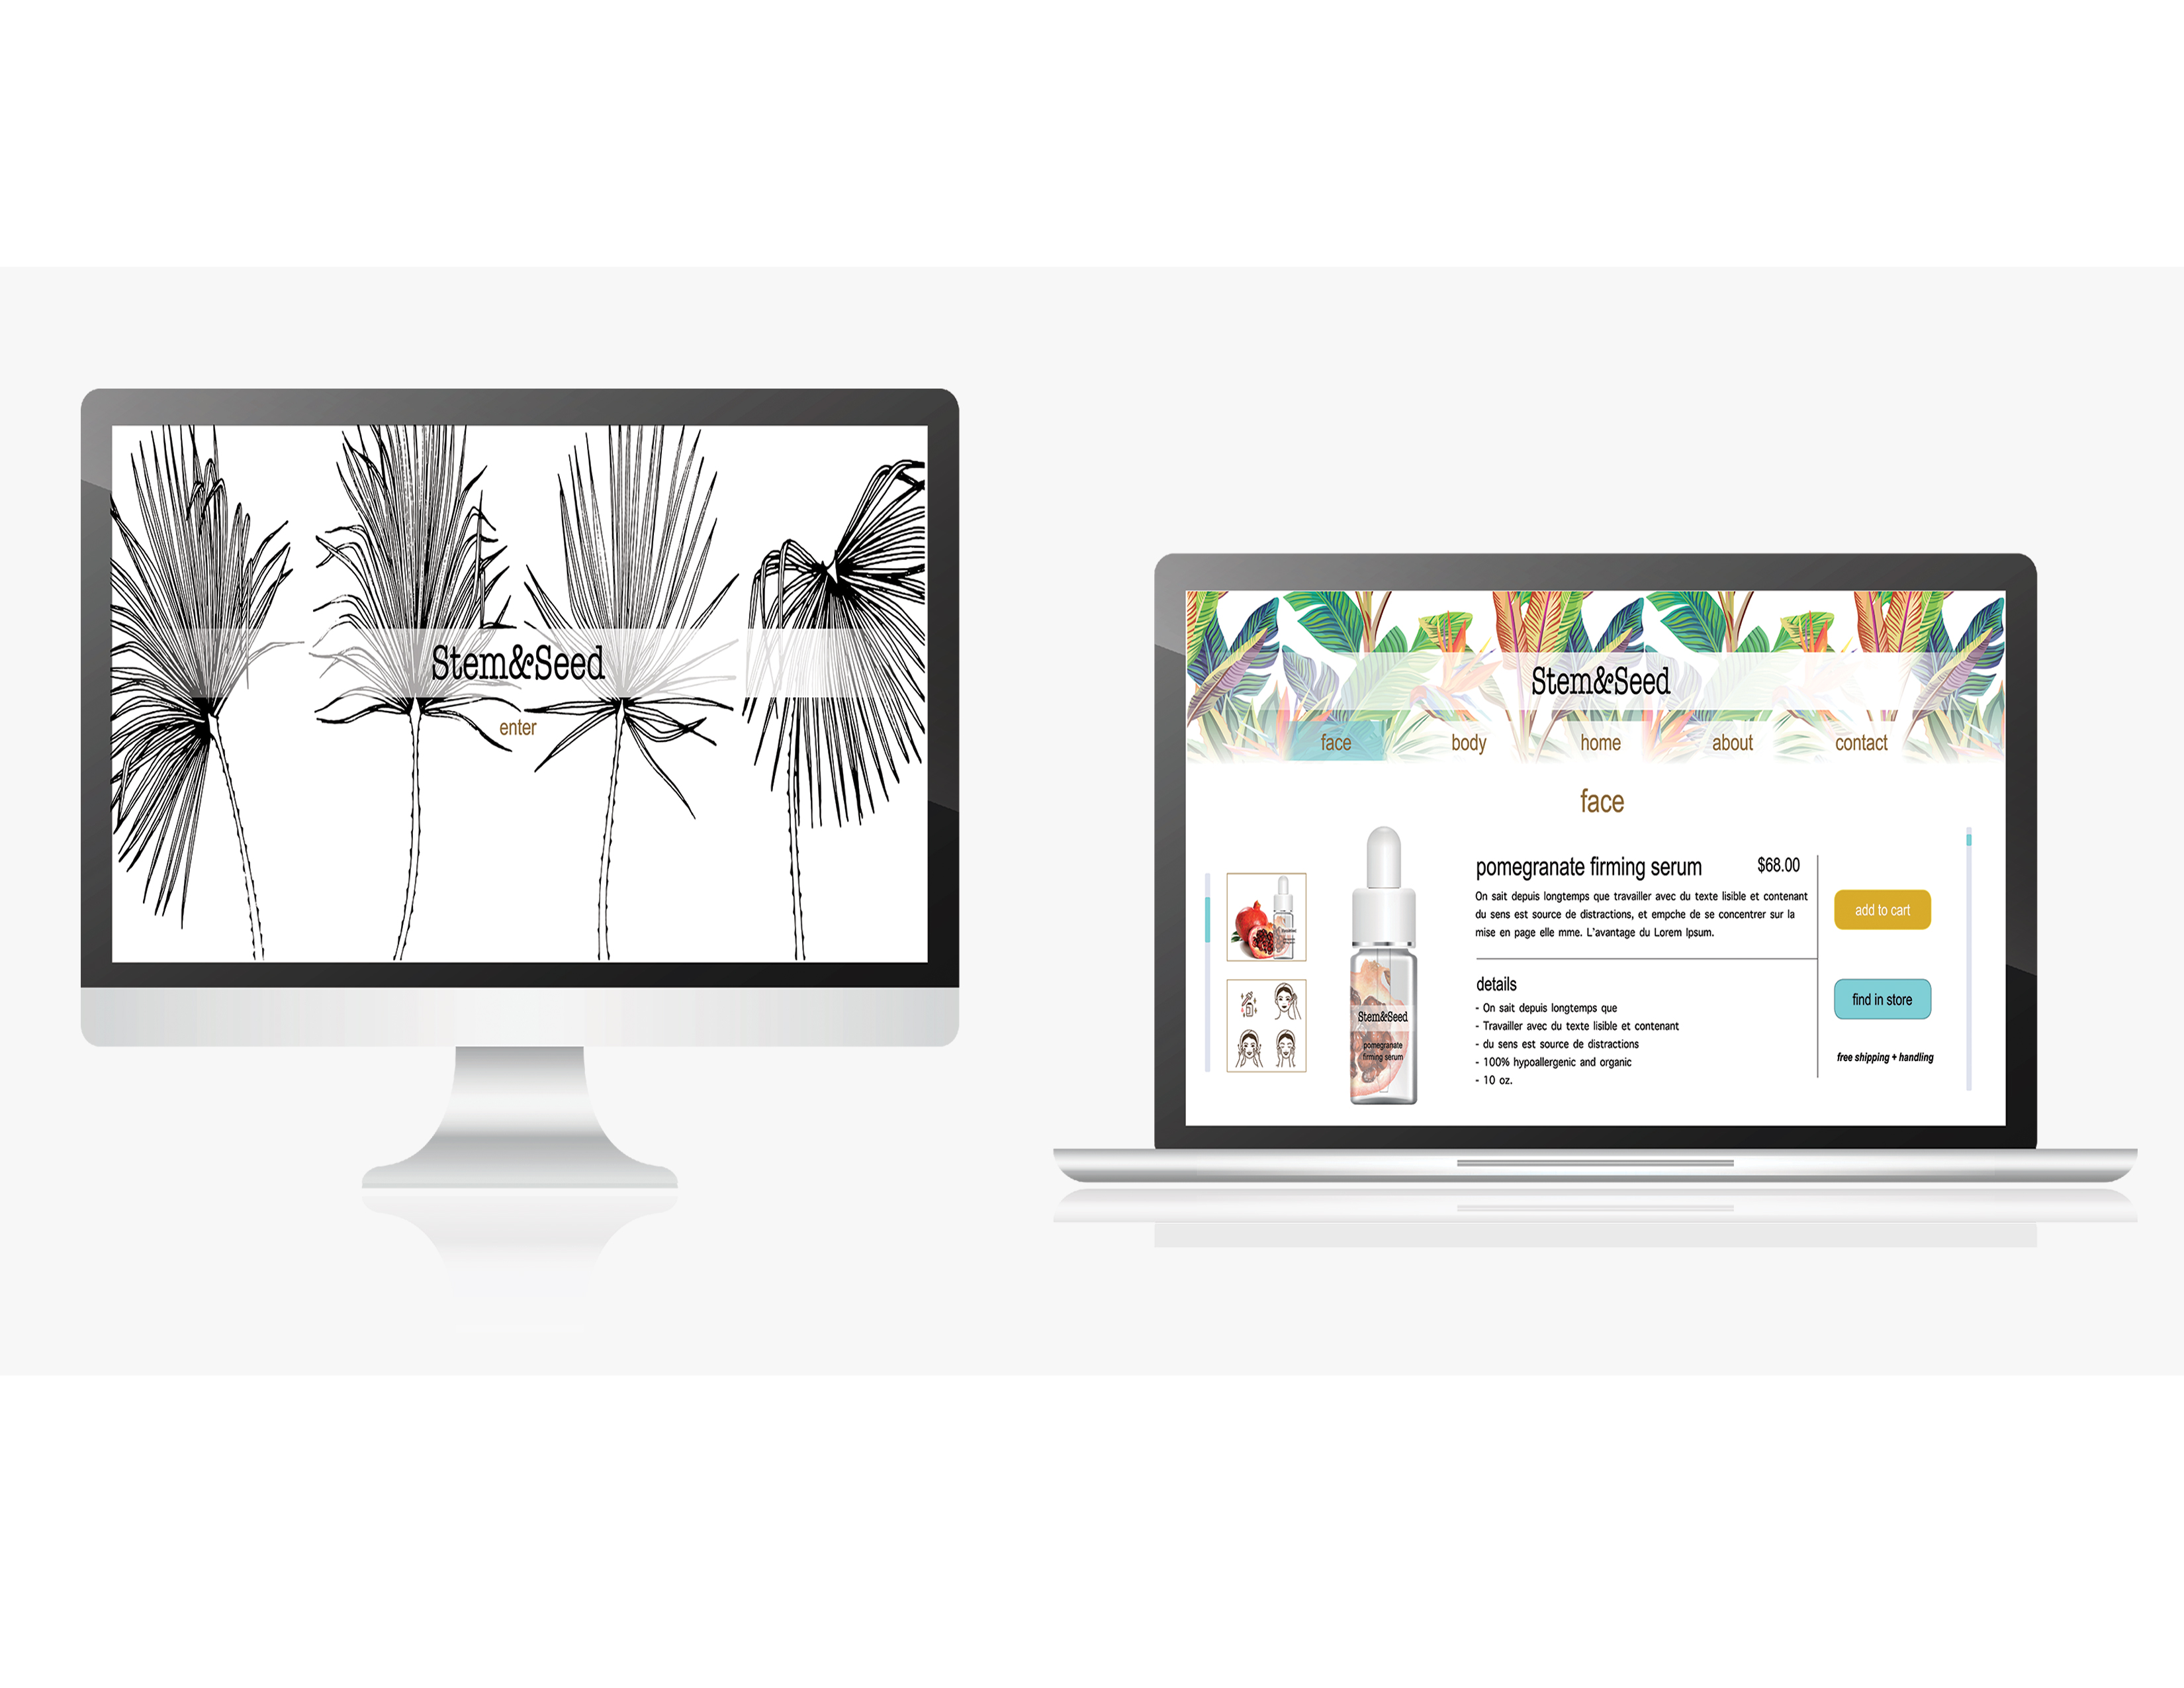 Stem&Seed
enter
Stem&Seed
face body home about contact
face
pomegranate firming serum $68.00
On sait depuis longtemps que travailler avec du texte lisible et contenant
du sens est source de distractions, et empche de se concentrer sur la
mise en page elle mme. L'avantage du Lorem Ipsum.
add to cart
details
- On sait depuis longtemps que
- Travailler avec du texte lisible et contenant
- du sens est source de distractions
- 100% hypoallergenic and organic
- 10 oz.
find in store
free shipping + handling
Stem&Seed
pomegranate
firming serum